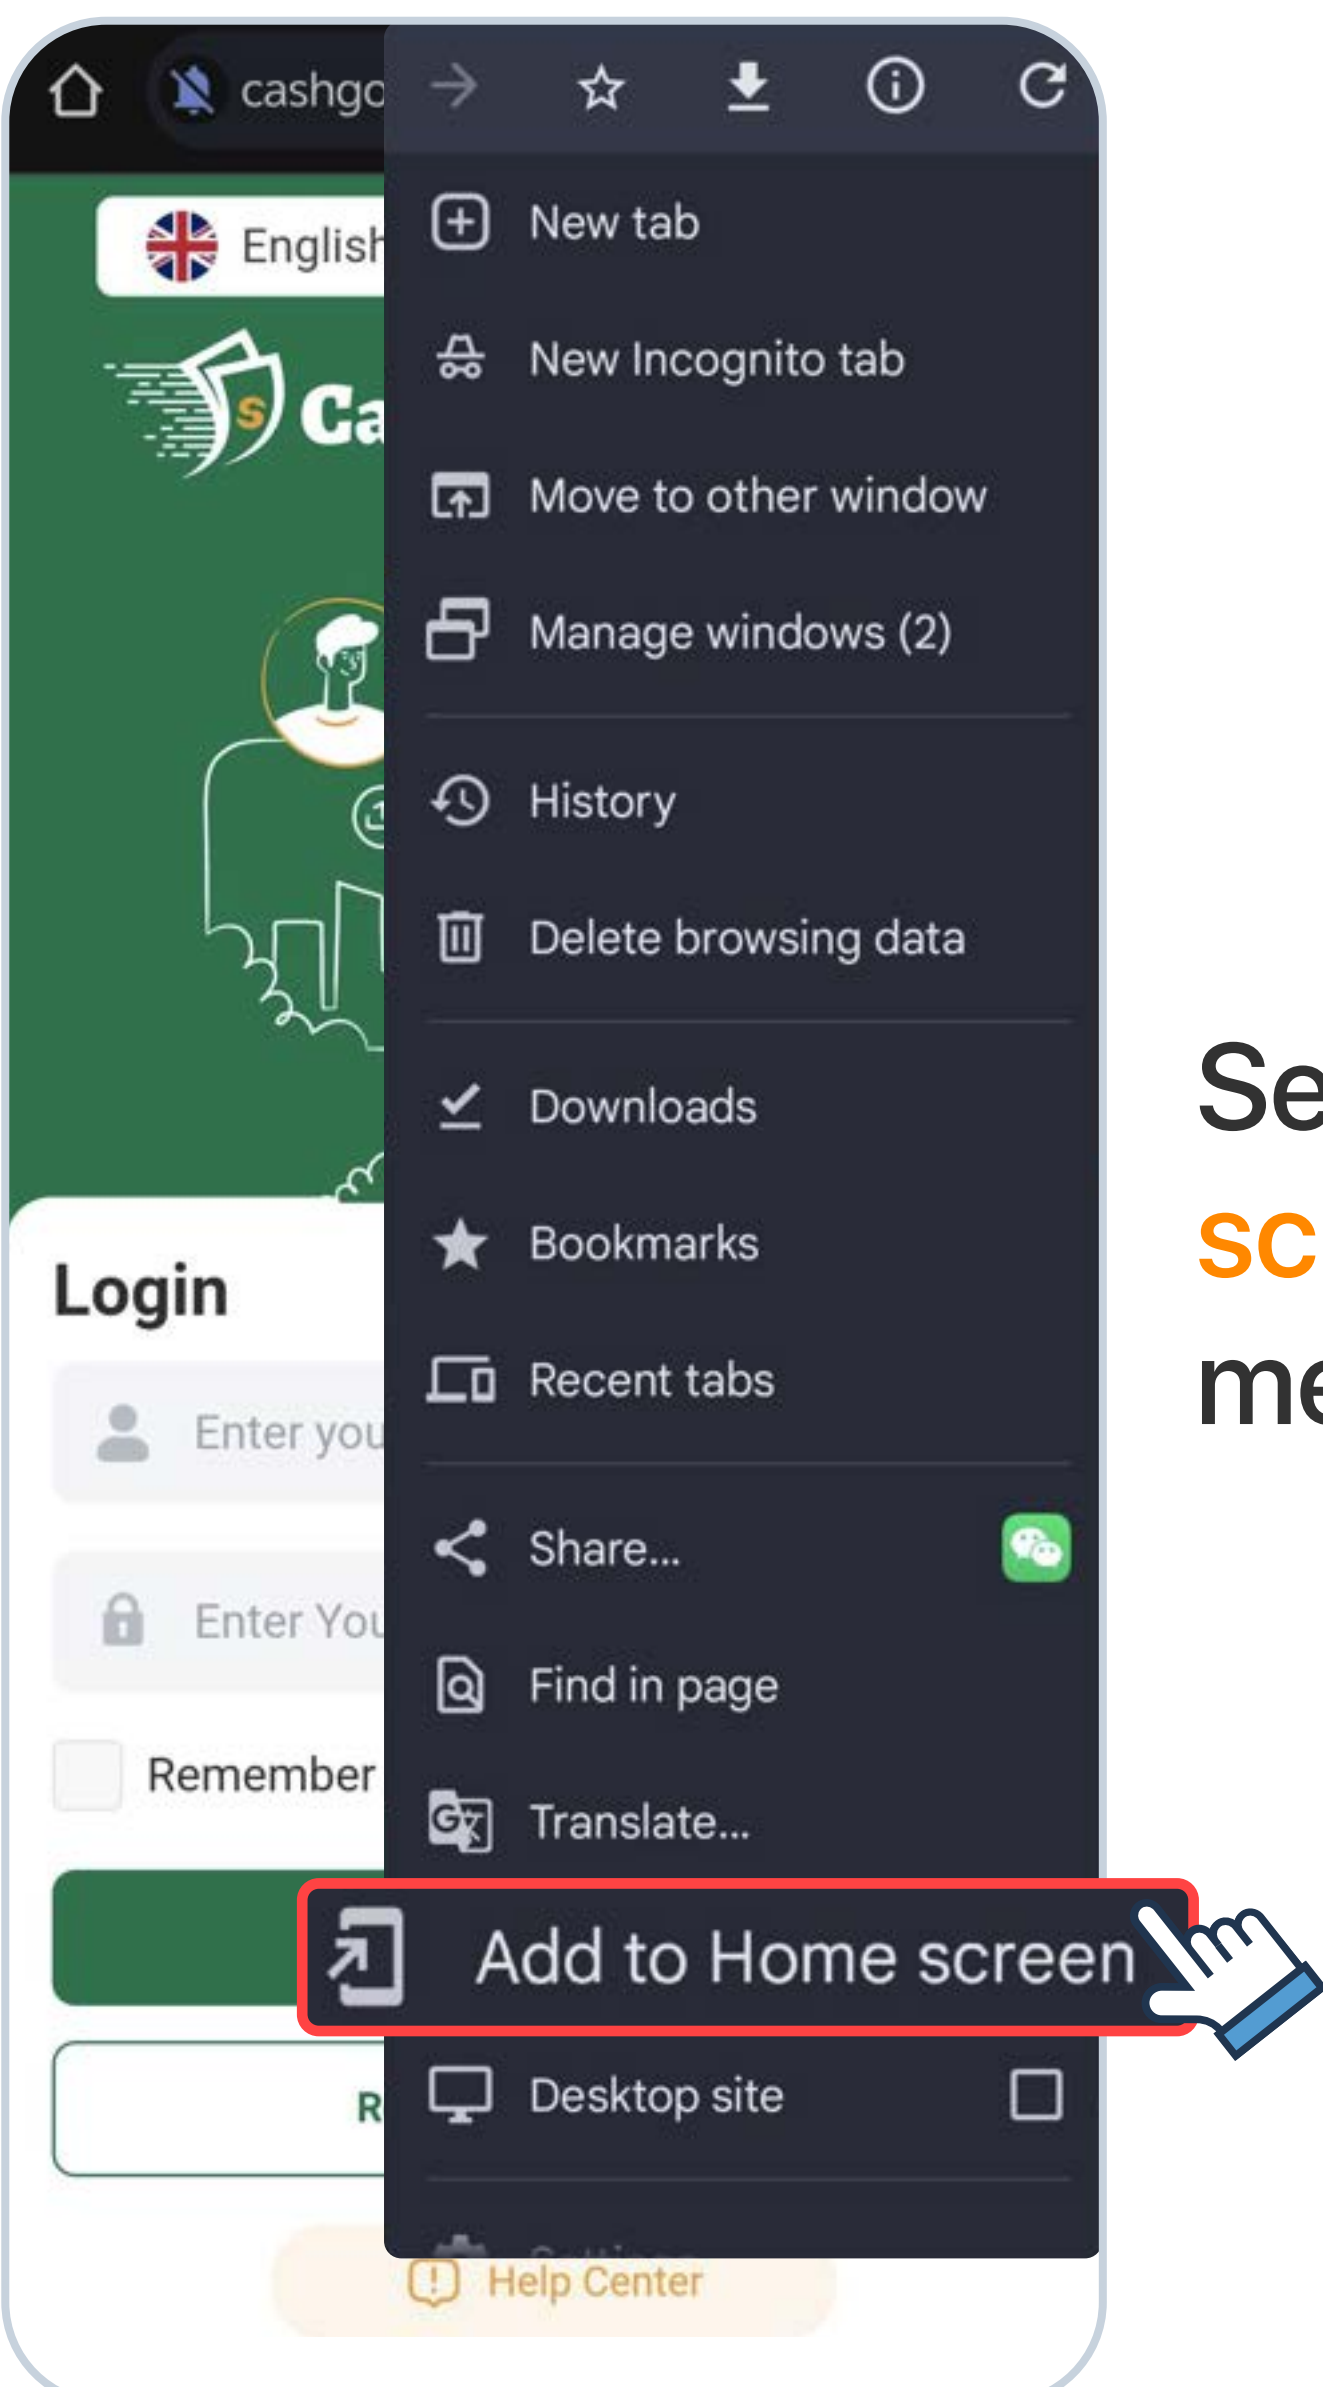 cashgo
English
Ca
New tab
New Incognito tab
Move to other window
Manage windows (2)
History
Delete browsing data
Downloads
Bookmarks
Recent tabs
Share...
Find in page
Translate...
Add to Home screen
Desktop site
Settings
Login
Enter you
Enter You
Remember
R
Help Center
Se
sc
me